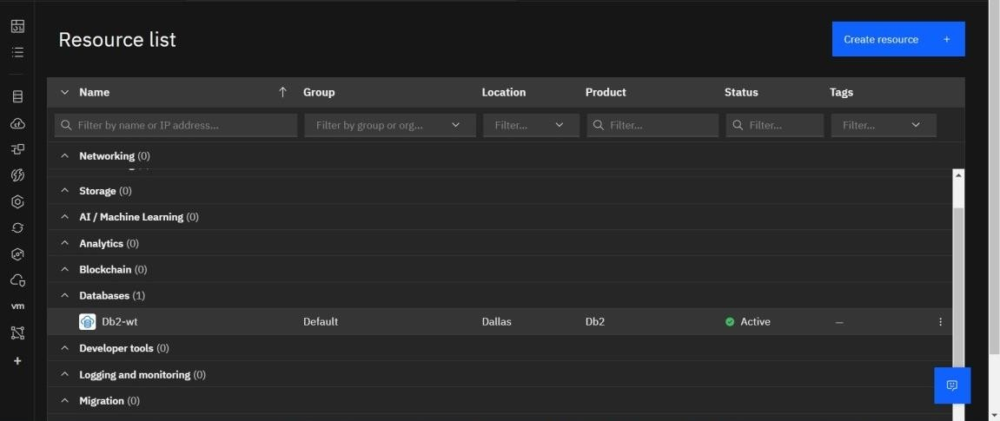 Resource list
Create resource +
Name Group Location Product Status Tags
Filter by name or IP address... Filter by group or org... Filter... Filter... Filter... Filter...
Networking (0)
Storage (0)
AI / Machine Learning (0)
Analytics (0)
Blockchain (0)
Databases (1)
Db2-wt Default Dallas Db2 Active —
Developer tools (0)
Logging and monitoring (0)
vm
Migration (0)